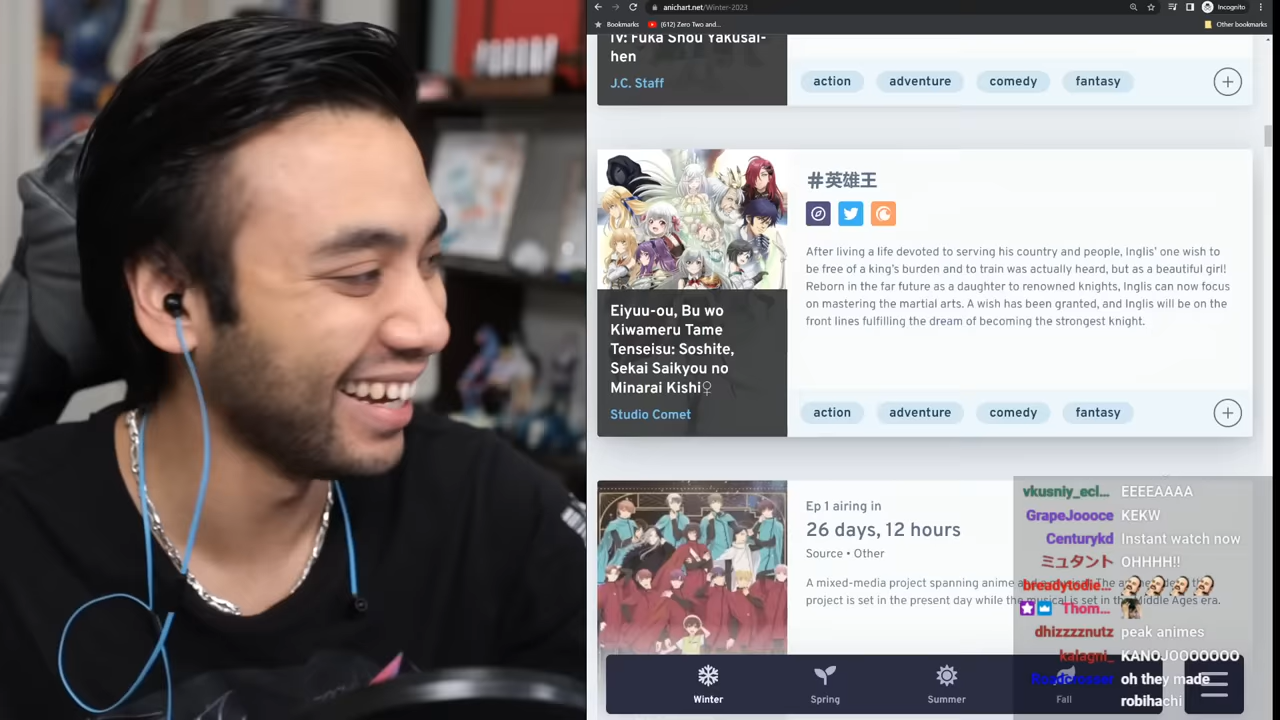 anichart.net/Winter-2023
Incognito
Bookmarks
(612) Zero Two and...
Other bookmarks
IV: Fuka Shou Yakusai-
hen
J.C. Staff
action adventure comedy fantasy
#英雄王
After living a life devoted to serving his country and people, Inglis' one wish to
be free of a king's burden and to train was actually heard, but as a beautiful girl!
Reborn in the far future as a daughter to renowned knights, Inglis can now focus
on mastering the martial arts. A wish has been granted, and Inglis will be on the
front lines fulfilling the dream of becoming the strongest knight.
Eiyuu-ou, Bu wo
Kiwameru Tame
Tenseisu: Soshite,
Sekai Saikyou no
Minarai Kishi♀
Studio Comet
action adventure comedy fantasy
Ep 1 airing in
26 days, 12 hours
Source • Other
A mixed-media project spanning anime
project is set in the present day while the musical is set in the Middle Ages era.
vkusniy_ecl... EEEEAAAA
GrapeJoooce KEKW
Centurykd Instant watch now
ミュタント OHHHH!!
breadytodie...
Thom...
dhizzzznutz peak animes
kalagni_ KANOJOOOOOOO
Roadcrosser oh they made
robihachi
Winter
Spring
Summer
Fall